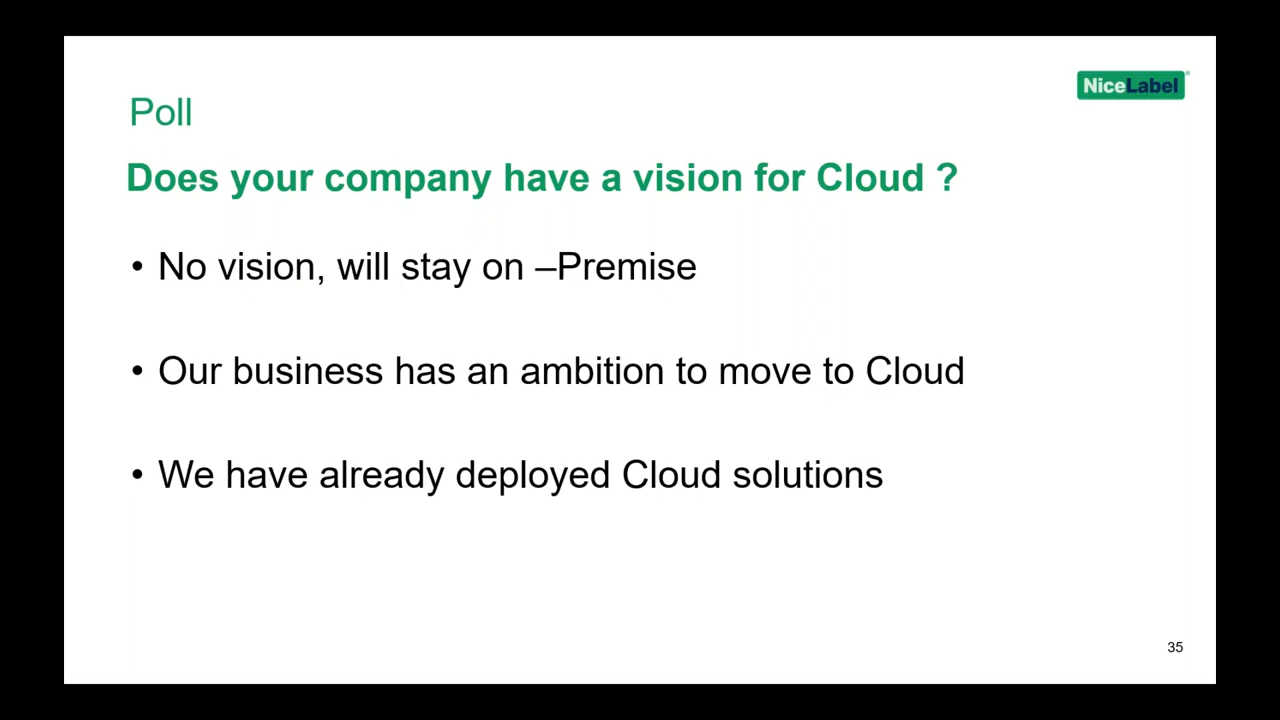 NiceLabel
Poll
Does your company have a vision for Cloud ?
• No vision, will stay on –Premise
• Our business has an ambition to move to Cloud
• We have already deployed Cloud solutions
35